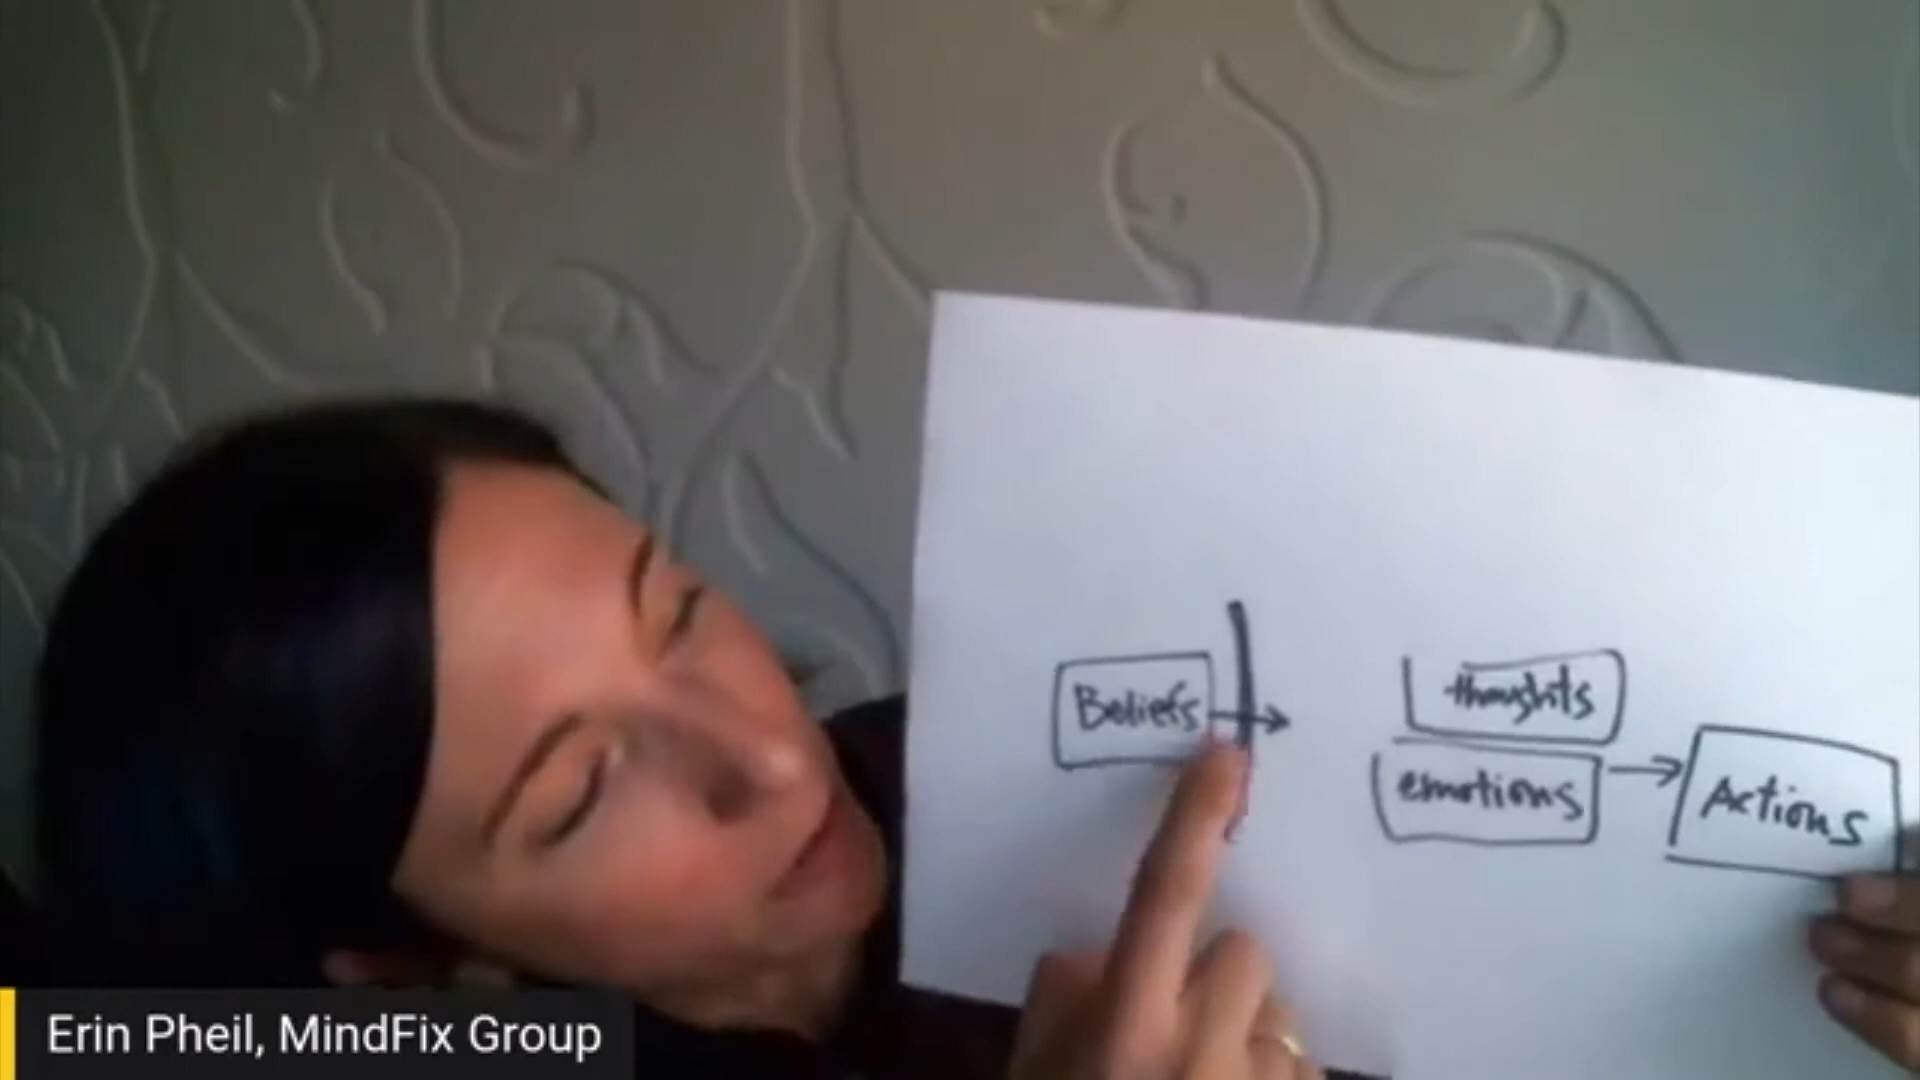 Beliefs
thoughts
emotions
Actions
Erin Pheil, MindFix Group